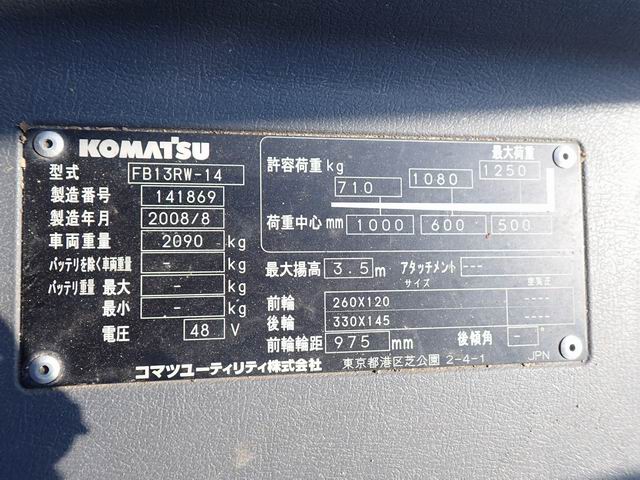 KOMATSU
型式 FB13RW-14
製造番号 141869
製造年月 2008/8
車両重量 2090 kg
バッテリを除く車両重量 - kg
バッテリ重量 最大 - kg
最小 - kg
電圧 48 V
コマツユーティリティ株式会社
最大荷重
許容荷重 kg 710 1080 1250
荷重中心 mm 1000 600 500
最大揚高 3.5 m アタッチメント ---
サイズ 空気圧
前輪 260X120 ----
後輪 330X145 ----
前輪輪距 975 mm 後傾角 - °
東京都港区芝公園 2-4-1 JPN